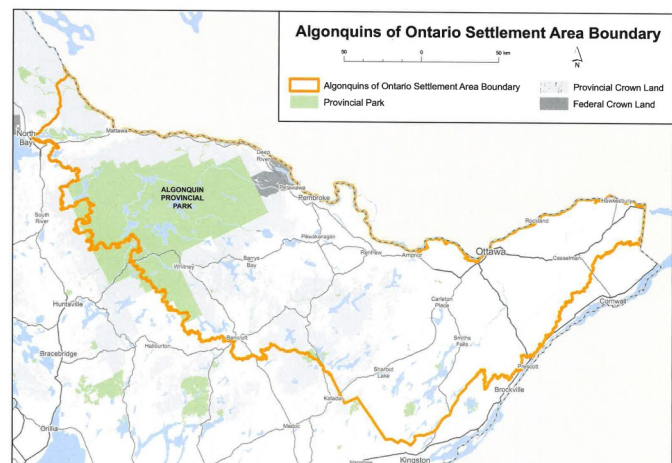 Algonquins of Ontario Settlement Area Boundary
50 0 50 km
N
Algonquins of Ontario Settlement Area Boundary
Provincial Park
Provincial Crown Land
Federal Crown Land
North
Bay
Mattawa
Deep
River
Petawawa
Pembroke
ALGONQUIN
PROVINCIAL
PARK
South
River
Pikwakanagan
Renfrew
Arnprior
Ottawa
Rockland
Hawkesbury
Casselman
Whitney
Barrys
Bay
Carleton
Place
Cornwall
Huntsville
Bancroft
Haliburton
Smiths
Falls
Bracebridge
Sharbot
Lake
Prescott
Brockville
Kaladar
Madoc
Orillia
Kingston